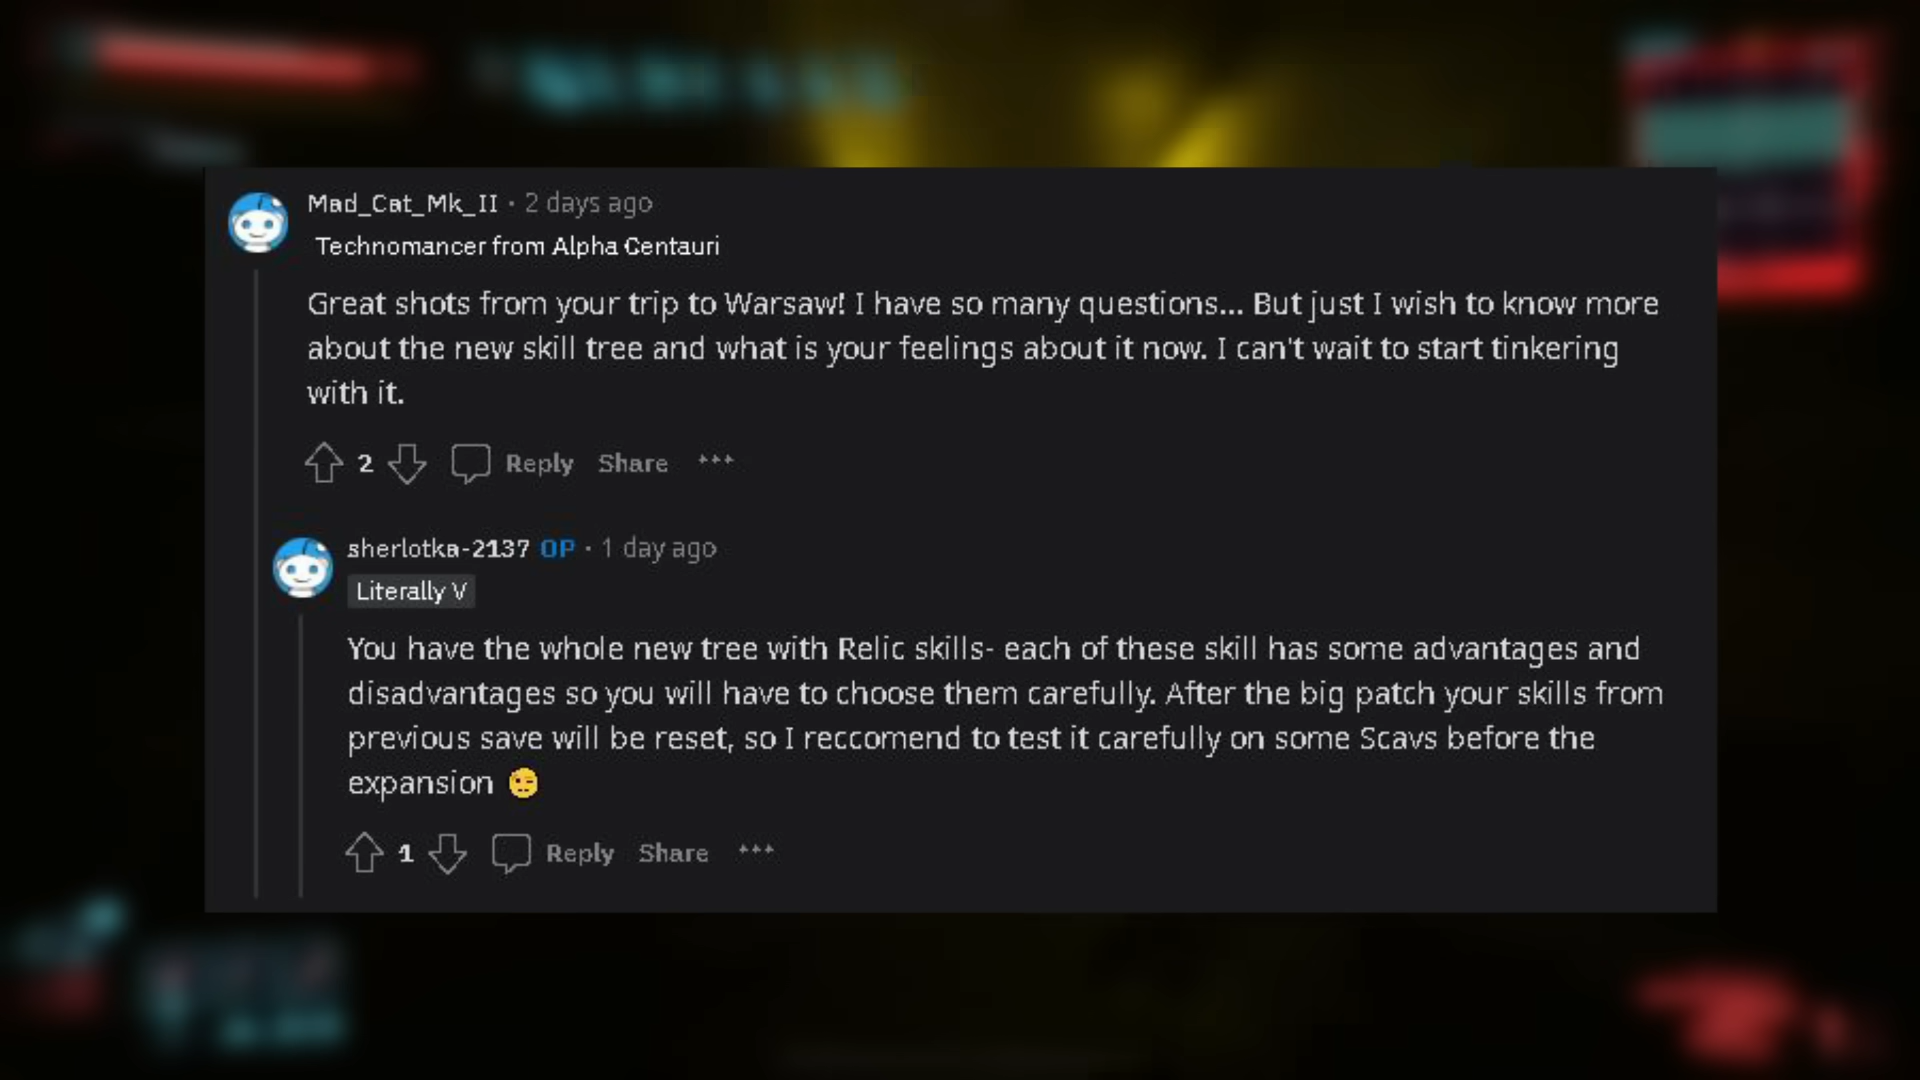 Mad_Cat_Mk_II · 2 days ago
Technomancer from Alpha Centauri
Great shots from your trip to Warsaw! I have so many questions... But just I wish to know more
about the new skill tree and what is your feelings about it now. I can't wait to start tinkering
with it.
2 Reply Share ···
sherlotka-2137 OP · 1 day ago
Literally V
You have the whole new tree with Relic skills- each of these skill has some advantages and
disadvantages so you will have to choose them carefully. After the big patch your skills from
previous save will be reset, so I reccomend to test it carefully on some Scavs before the
expansion 😉
1 Reply Share ···